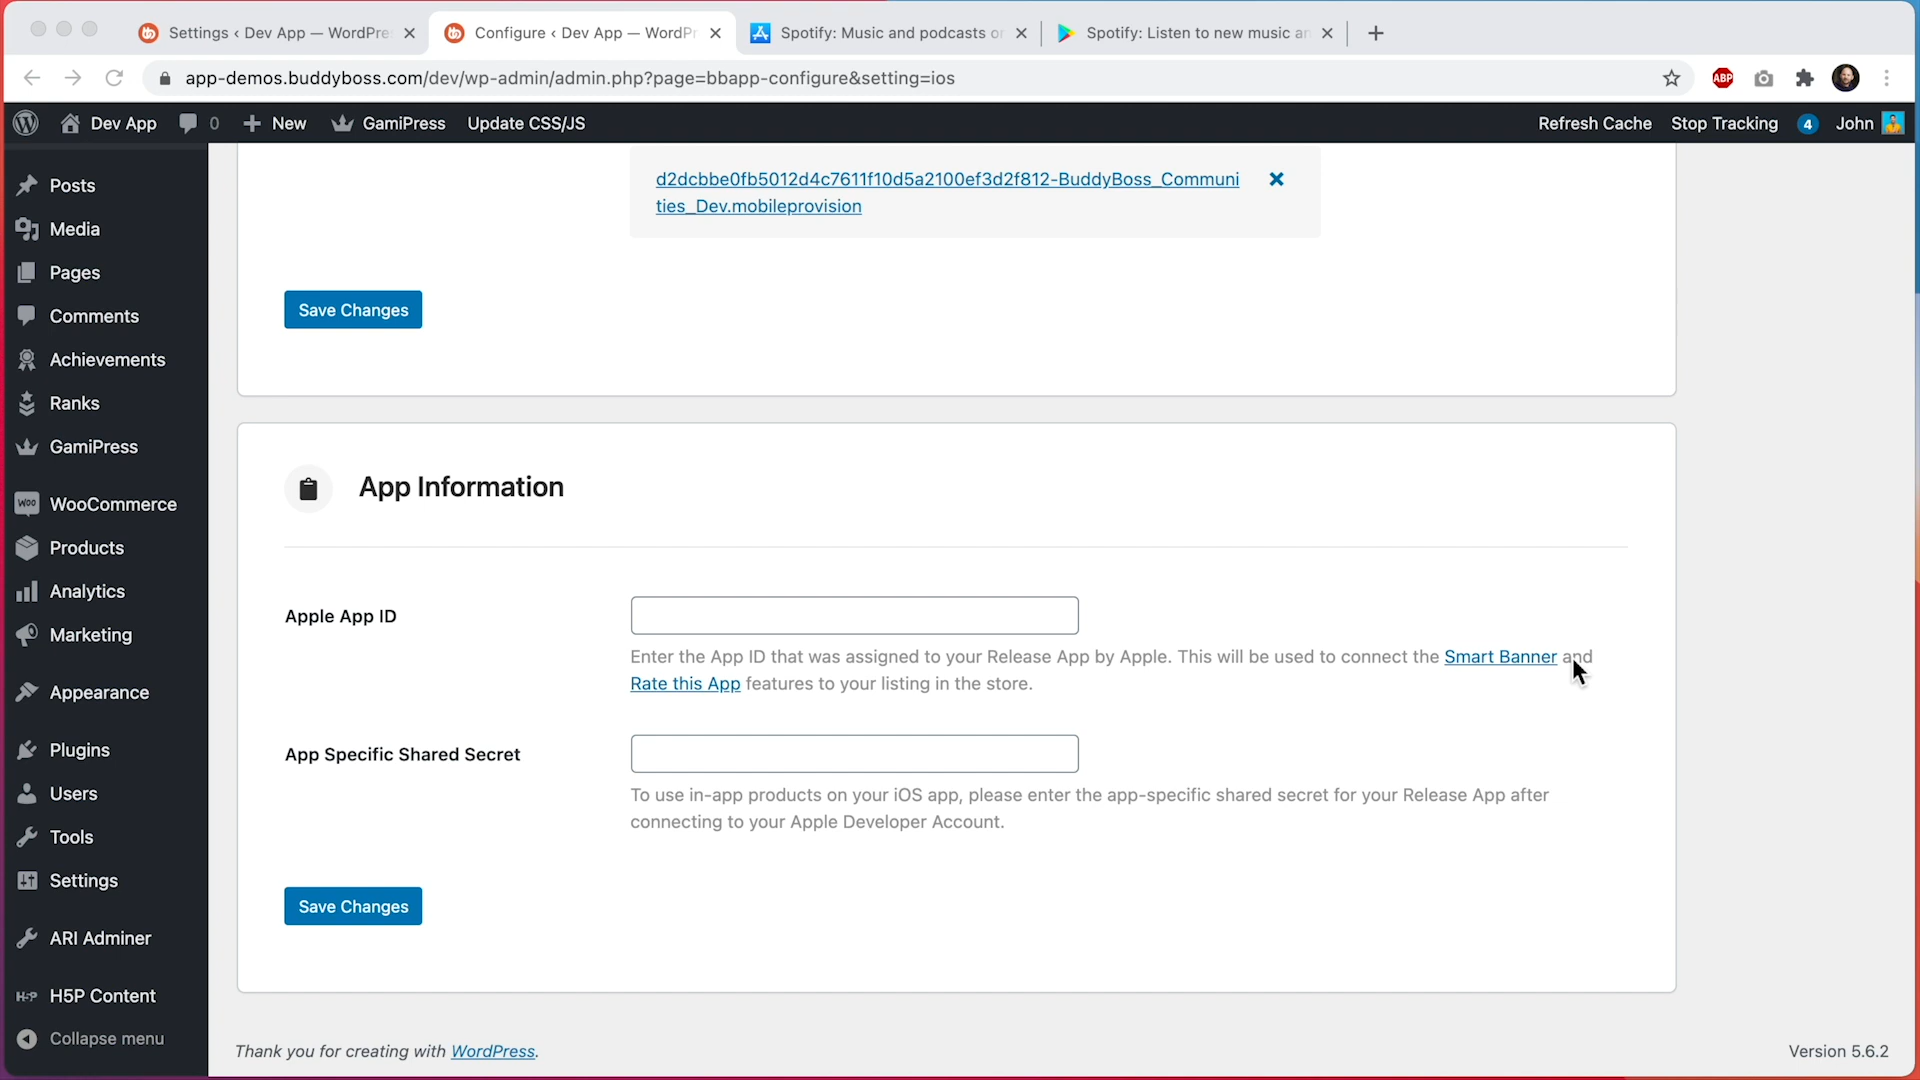 Settings ‹ Dev App — WordPre
Configure ‹ Dev App — WordP
Spotify: Music and podcasts on
Spotify: Listen to new music an
app-demos.buddyboss.com/dev/wp-admin/admin.php?page=bbapp-configure&setting=ios
ABP
Dev App
0
New
GamiPress
Update CSS/JS
Refresh Cache
Stop Tracking
4
John
Posts
Media
Pages
Comments
Achievements
Ranks
GamiPress
WOO
WooCommerce
Products
Analytics
Marketing
Appearance
Plugins
Users
Tools
Settings
ARI Adminer
H5P
H5P Content
Collapse menu
d2dcbbe0fb5012d4c7611f10d5a2100ef3d2f812-BuddyBoss_Communi
ties_Dev.mobileprovision
Save Changes
App Information
Apple App ID
Enter the App ID that was assigned to your Release App by Apple. This will be used to connect the Smart Banner and
Rate this App features to your listing in the store.
App Specific Shared Secret
To use in-app products on your iOS app, please enter the app-specific shared secret for your Release App after
connecting to your Apple Developer Account.
Save Changes
Thank you for creating with WordPress.
Version 5.6.2